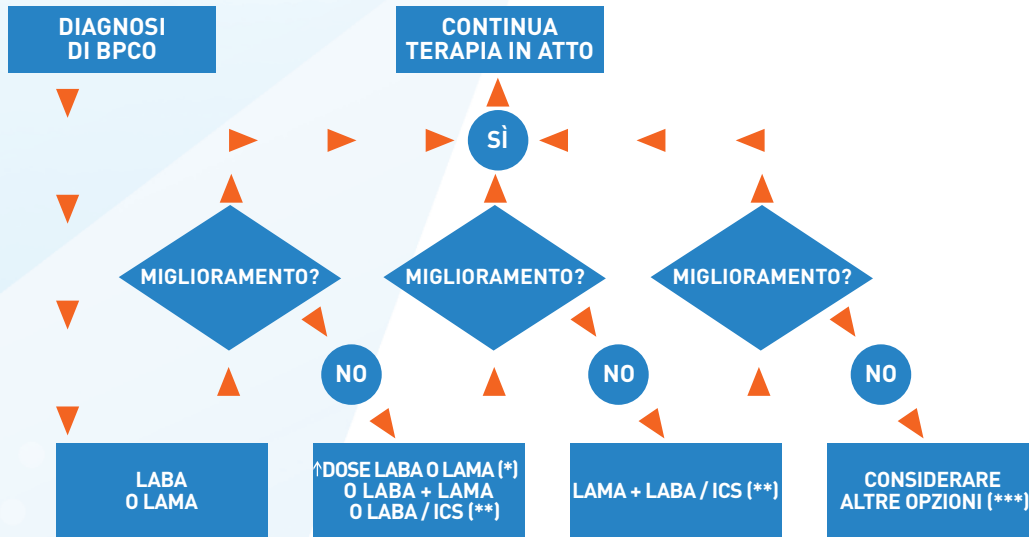 DIAGNOSI
DI BPCO
CONTINUA
TERAPIA IN ATTO
SÌ
MIGLIORAMENTO?
MIGLIORAMENTO?
MIGLIORAMENTO?
NO
NO
NO
LABA
O LAMA
↑DOSE LABA O LAMA (*)
O LABA + LAMA
O LABA / ICS (**)
LAMA + LABA / ICS (**)
CONSIDERARE
ALTRE OPZIONI (***)